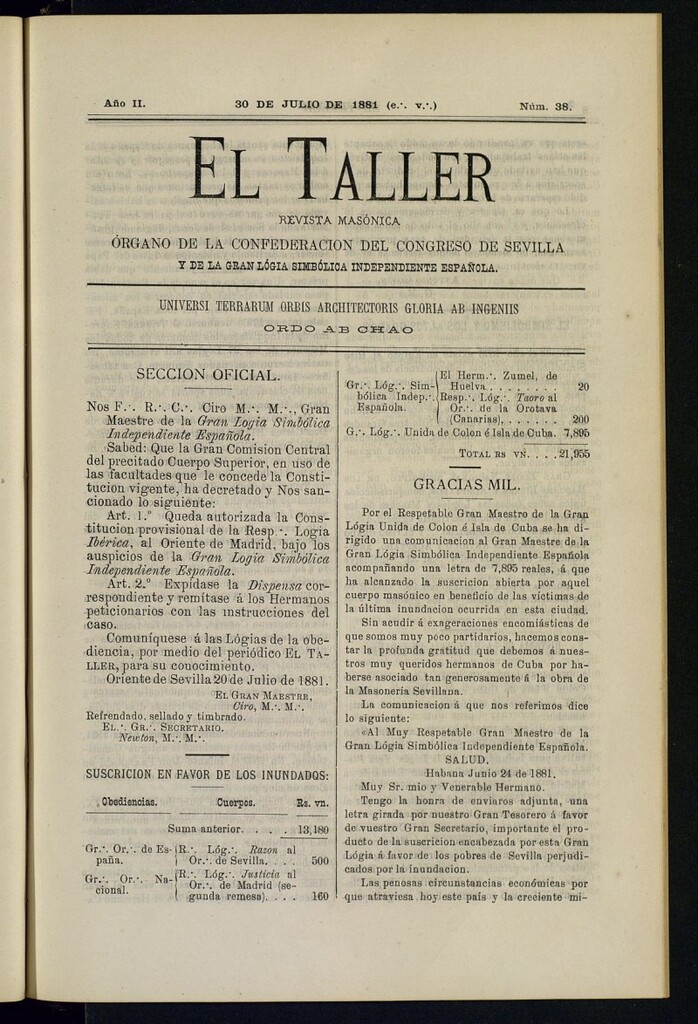 Año II.
30 DE JULIO DE 1881 (e.·. v.·.)
Núm. 38.
EL TALLER
REVISTA MASÓNICA
ÓRGANO DE LA CONFEDERACION DEL CONGRESO DE SEVILLA
Y DE LA GRAN LÓGIA SIMBÓLICA INDEPENDIENTE ESPAÑOLA.
UNIVERSI TERRARUM ORBIS ARCHITECTORIS GLORIA AB INGENIIS
ORDO AB CHAO
SECCION OFICIAL.
Nos F.·. R.·. C.·. Ciro M.·. M.·., Gran
Maestre de la Gran Logia Simbólica
Independiente Española.
Sabed: Que la Gran Comision Central
del precitado Cuerpo Superior, en uso de
las facultades que le concede la Consti-
tucion vigente, ha decretado y Nos san-
cionado lo siguiente:
Art. 1.º Queda autorizada la Cons-
titucion provisional de la Resp.·. Logia
Ibérica, al Oriente de Madrid, bajo los
auspicios de la Gran Logia Simbólica
Independiente Española.
Art. 2.º Expídase la Dispensa cor-
respondiente y remítase á los Hermanos
peticionarios con las instrucciones del
caso.
Comuníquese á las Lógias de la obe-
diencia, por medio del periódico EL TA-
LLER, para su conocimiento.
Oriente de Sevilla 20 de Julio de 1881.
EL GRAN MAESTRE,
Ciro, M.·. M.·.
Refrendado, sellado y timbrado.
EL.·. GR.·. SECRETARIO.
Newton, M.·. M.·.
SUSCRICION EN FAVOR DE LOS INUNDADOS:
Obediencias. Cuerpos. Rs. vn.
Suma anterior. . . . 13,180
Gr.·. Or.·. de Es- R.·. Lóg.·. Razon al
paña. Or.·. de Sevilla. . . . 500
Gr.·. Or.·. Na- R.·. Lóg.·. Justicia al
cional. Or.·. de Madrid (se-
gunda remesa). . . . 160
El Herm.·. Zumel, de
Gr.·. Lóg.·. Sim- Huelva. . . . . . . . 20
bólica Indep.·. Resp.·. Lóg.·. Taoro al
Española. Or.·. de la Orotava
(Canarias). . . . . . 200
G.·. Lóg.·. Unida de Colon é Isla de Cuba. 7,895
TOTAL RS VN. . . . 21,955
GRACIAS MIL.
Por el Respetable Gran Maestro de la Gran
Lógia Unida de Colon é Isla de Cuba se ha di-
rigido una comunicacion al Gran Maestre de la
Gran Lógia Simbólica Independiente Española
acompañando una letra de 7,895 reales, á que
ha alcanzado la suscricion abierta por aquel
cuerpo masónico en beneficio de las víctimas de
la última inundacion ocurrida en esta ciudad.
Sin acudir á exageraciones encomiásticas de
que somos muy poco partidarios, hacemos cons-
tar la profunda gratitud que debemos á nues-
tros muy queridos hermanos de Cuba por ha-
berse asociado tan generosamente á la obra de
la Masonería Sevillana.
La comunicacion á que nos referimos dice
lo siguiente:
«Al Muy Respetable Gran Maestro de la
Gran Lógia Simbólica Independiente Española.
SALUD.
Habana Junio 24 de 1881.
Muy Sr. mio y Venerable Hermano.
Tengo la honra de enviaros adjunta, una
letra girada por nuestro Gran Tesorero á favor
de vuestro Gran Secretario, importante el pro-
ducto de la suscricion encabezada por esta Gran
Lógia á favor de los pobres de Sevilla perjudi-
cados por la inundacion.
Las penosas circunstancias económicas por
que atraviesa hoy este pais y la creciente mi-